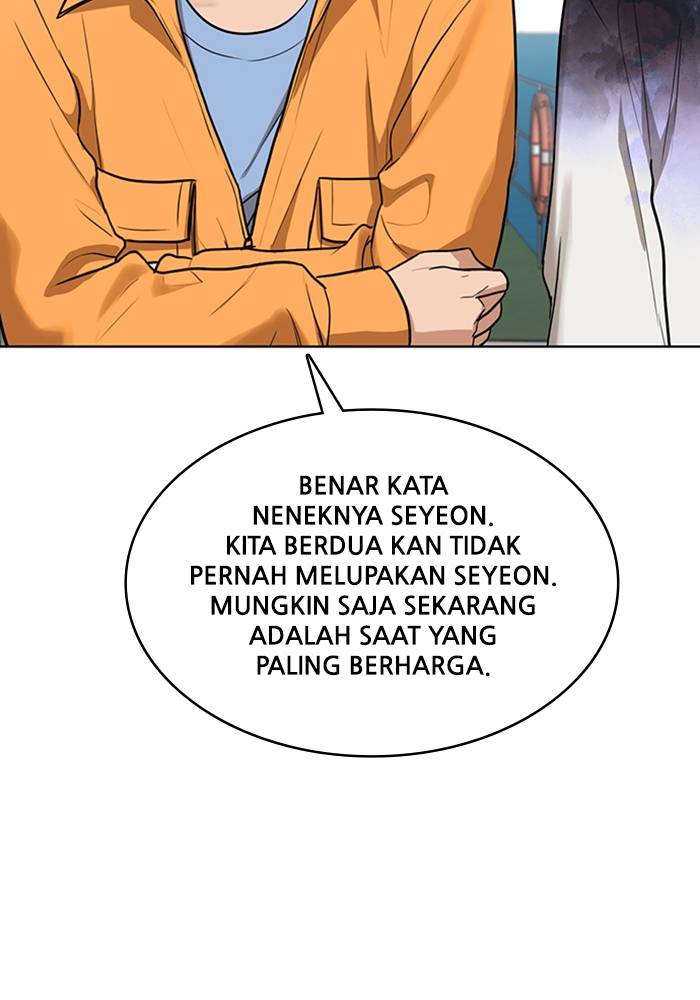 BENAR KATA
NENEKNYA SEYEON.
KITA BERDUA KAN TIDAK
PERNAH MELUPAKAN SEYEON.
MUNGKIN SAJA SEKARANG
ADALAH SAAT YANG
PALING BERHARGA.